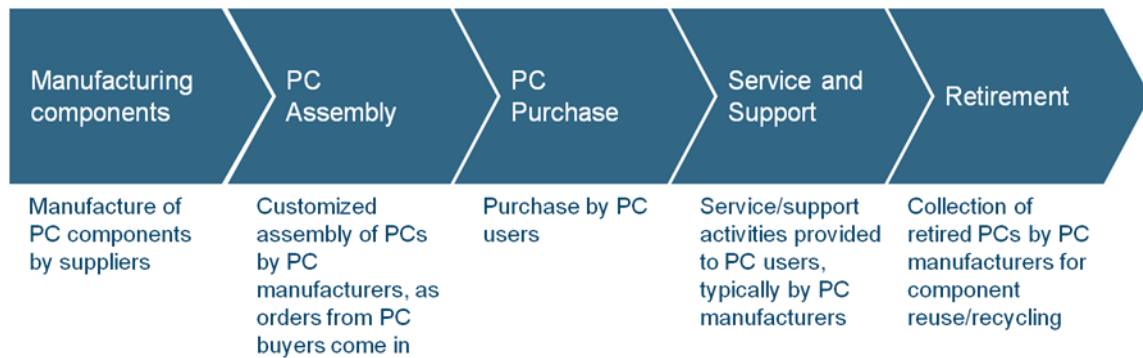 Manufacturing
components
PC
Assembly
PC
Purchase
Service and
Support
Retirement
Manufacture of
PC components
by suppliers
Customized
assembly of PCs
by PC
manufacturers, as
orders from PC
buyers come in
Purchase by PC
users
Service/support
activities provided
to PC users,
typically by PC
manufacturers
Collection of
retired PCs by PC
manufacturers for
component
reuse/recycling